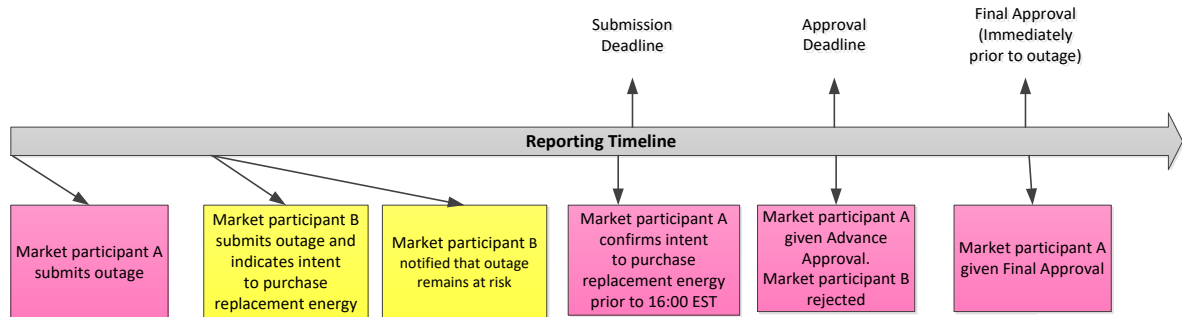 Submission
Deadline
Approval
Deadline
Final Approval
(Immediately
prior to outage)
Reporting Timeline
Market participant A
submits outage
Market participant B
submits outage and
indicates intent
to purchase
replacement energy
Market participant B
notified that outage
remains at risk
Market participant A
confirms intent
to purchase
replacement energy
prior to 16:00 EST
Market participant A
given Advance
Approval.
Market participant B
rejected
Market participant A
given Final Approval